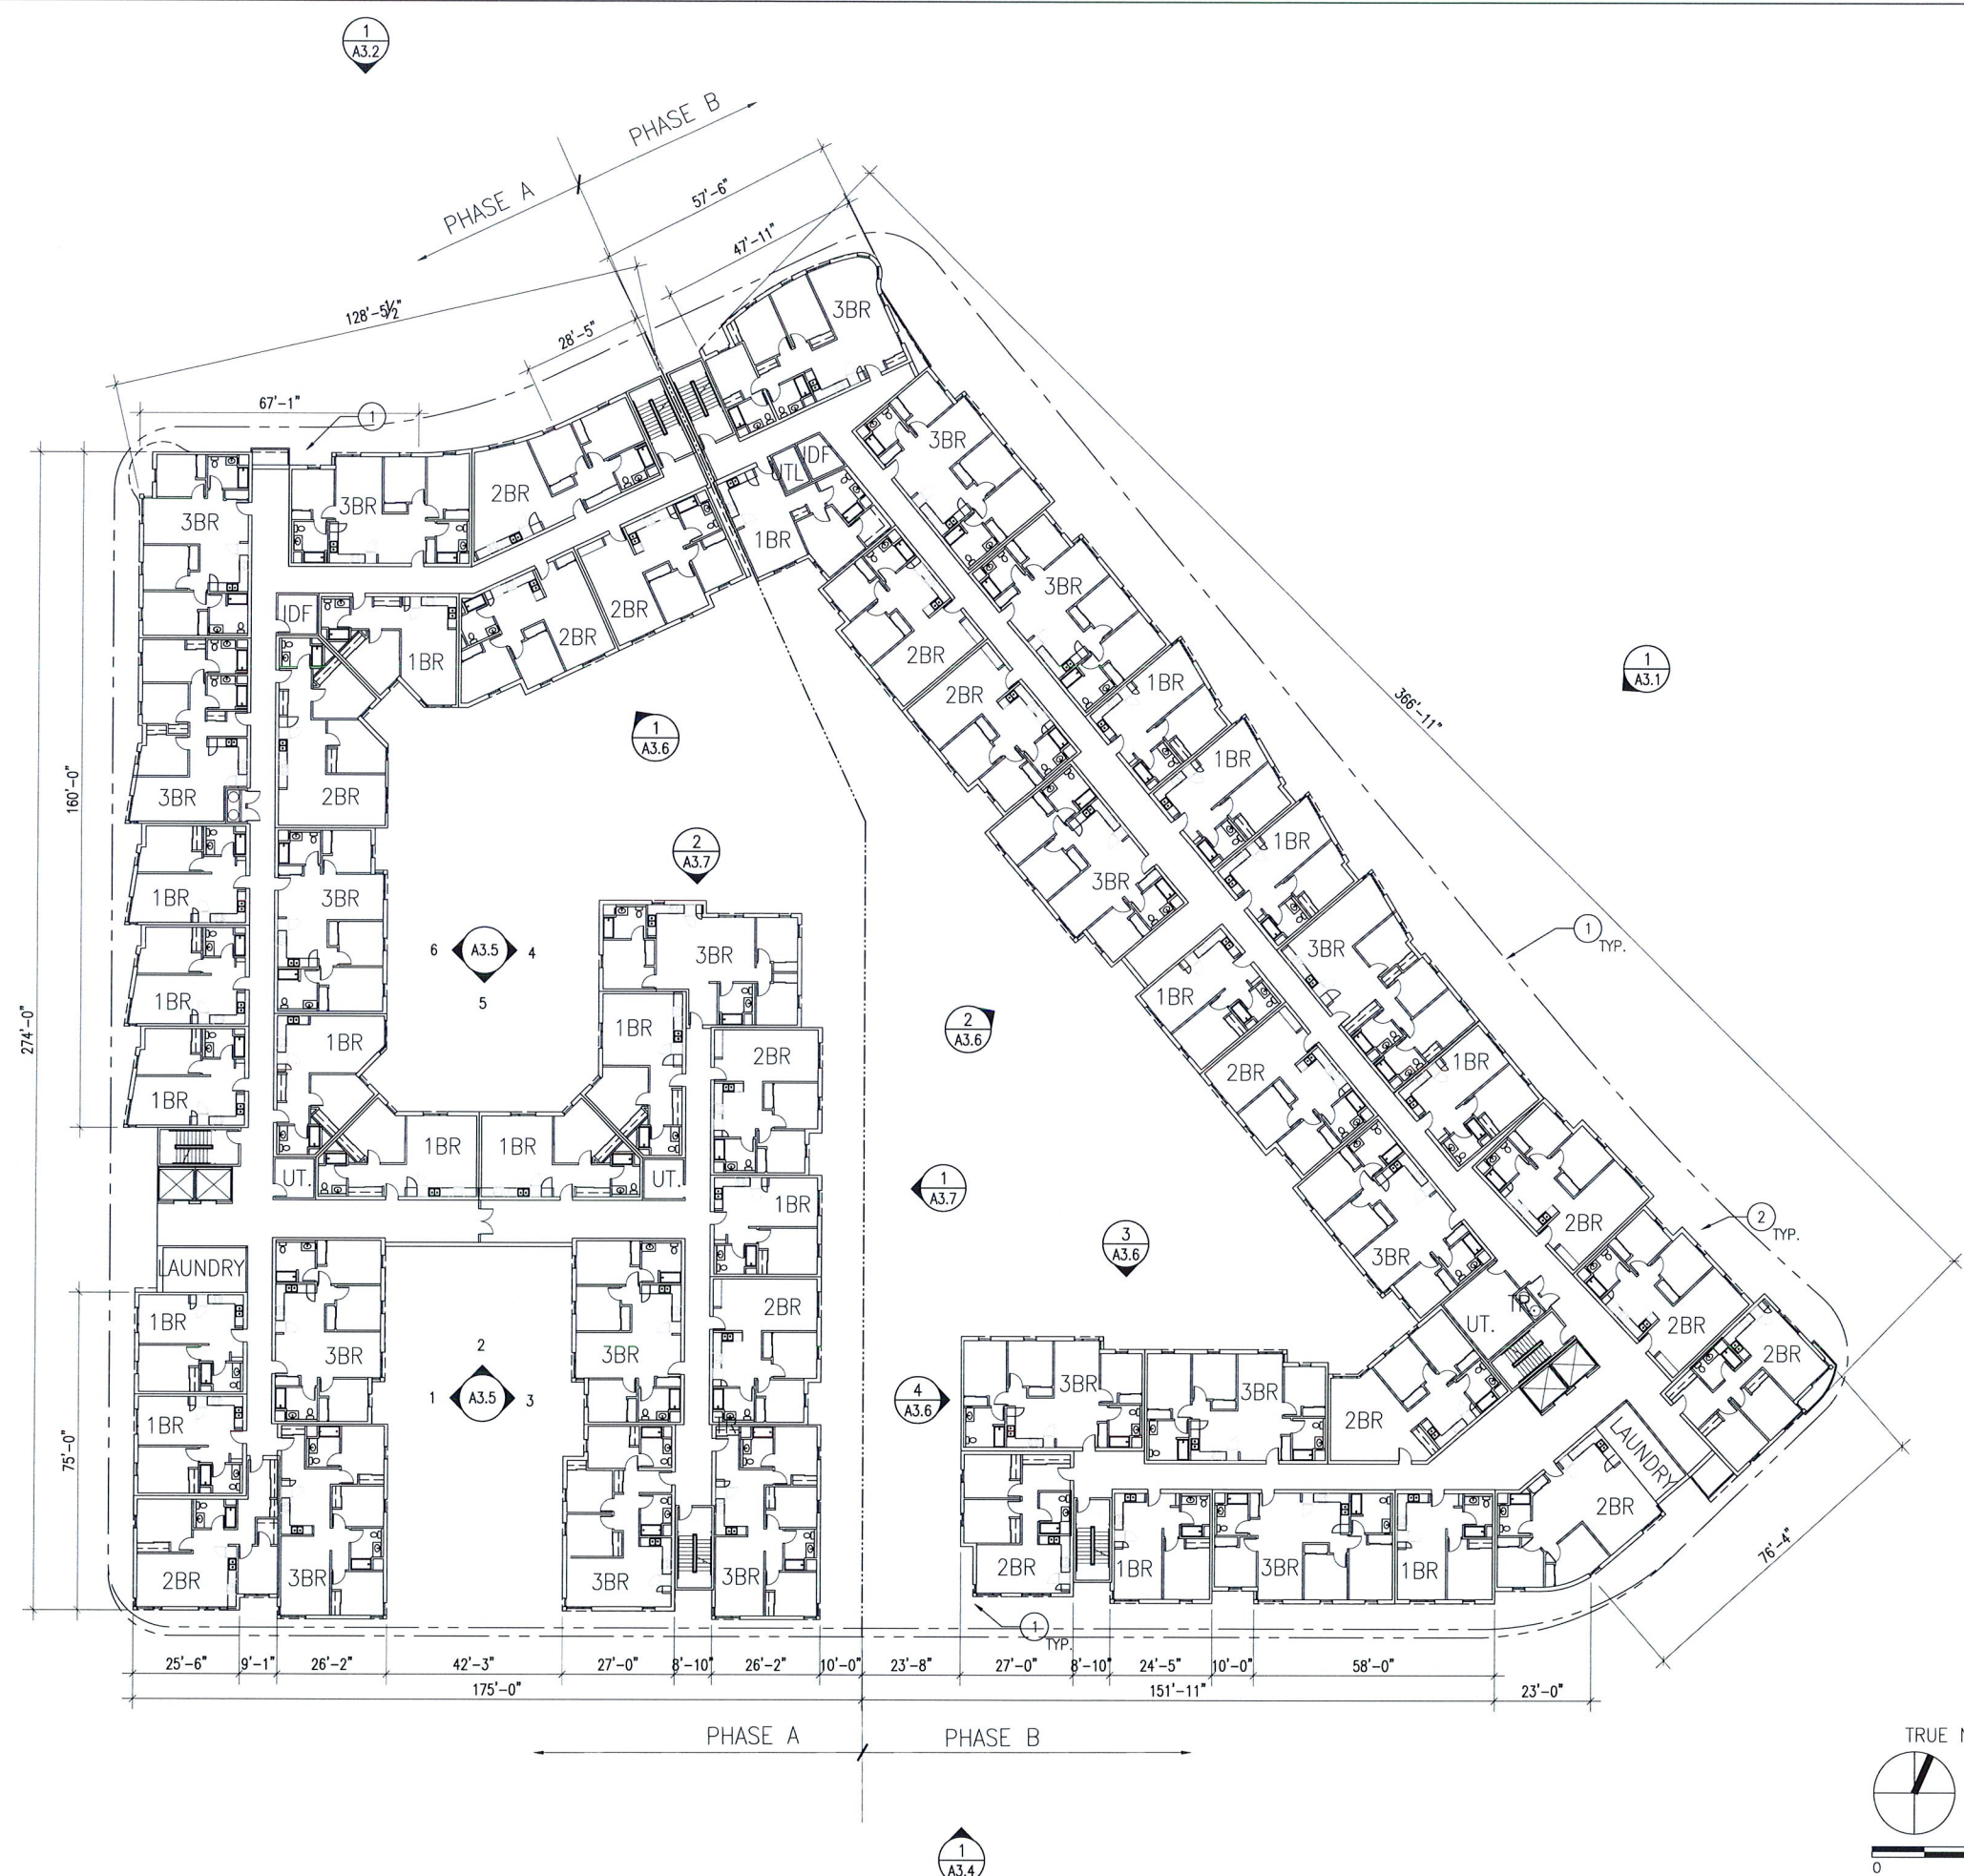 1
A3.2
PHASE B
PHASE A
57'-6"
47'-11"
128'-5½"
28'-5"
3BR
67'-1"
1
3BR
IDF
UTL
2BR
3BR
3BR
1BR
2BR
3BR
IDF
2BR
1BR
2BR
1
A3.1
1BR
2BR
366'-11"
1
A3.6
1BR
160'-0"
3BR
2BR
2
A3.7
1BR
3BR
1BR
3BR
1
TYP.
3BR
6
A3.5
4
5
3BR
1BR
1BR
274'-0"
1BR
1BR
2
A3.6
2BR
1BR
2BR
1BR
1BR
1BR
UT.
UT.
1
A3.7
1BR
2
TYP.
2BR
3
A3.6
3BR
LAUNDRY
TR
2BR
UT.
1BR
2BR
2BR
3BR
3BR
2
1
A3.5
3
4
A3.6
3BR
3BR
2BR
1BR
75'-0"
LAUNDRY
2BR
2BR
3BR
3BR
3BR
2BR
1BR
3BR
1BR
76'-4"
1
TYP.
25'-6"
9'-1"
26'-2"
42'-3"
27'-0"
8'-10"
26'-2"
10'-0"
23'-8"
27'-0"
8'-10"
24'-5"
10'-0"
58'-0"
175'-0"
151'-11"
23'-0"
PHASE A
PHASE B
TRUE N
0
1
A3.4